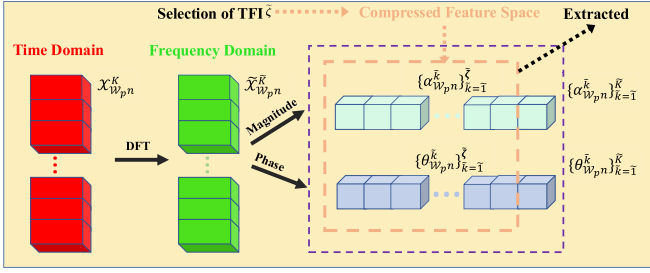 Selection of TFI ζ̃ Compressed Feature Space Extracted
Time Domain Frequency Domain
𝒳^K_{𝒲_p n} 𝒳̃^{K̃}_{𝒲_p n}
{α^{k̃}_{𝒲_p n}}^{ζ̃}_{k̃=1̃} {α^{k̃}_{𝒲_p n}}^{K̃}_{k̃=1̃}
Magnitude
DFT
Phase
{θ^{k̃}_{𝒲_p n}}^{ζ̃}_{k̃=1̃} {θ^{k̃}_{𝒲_p n}}^{K̃}_{k̃=1̃}